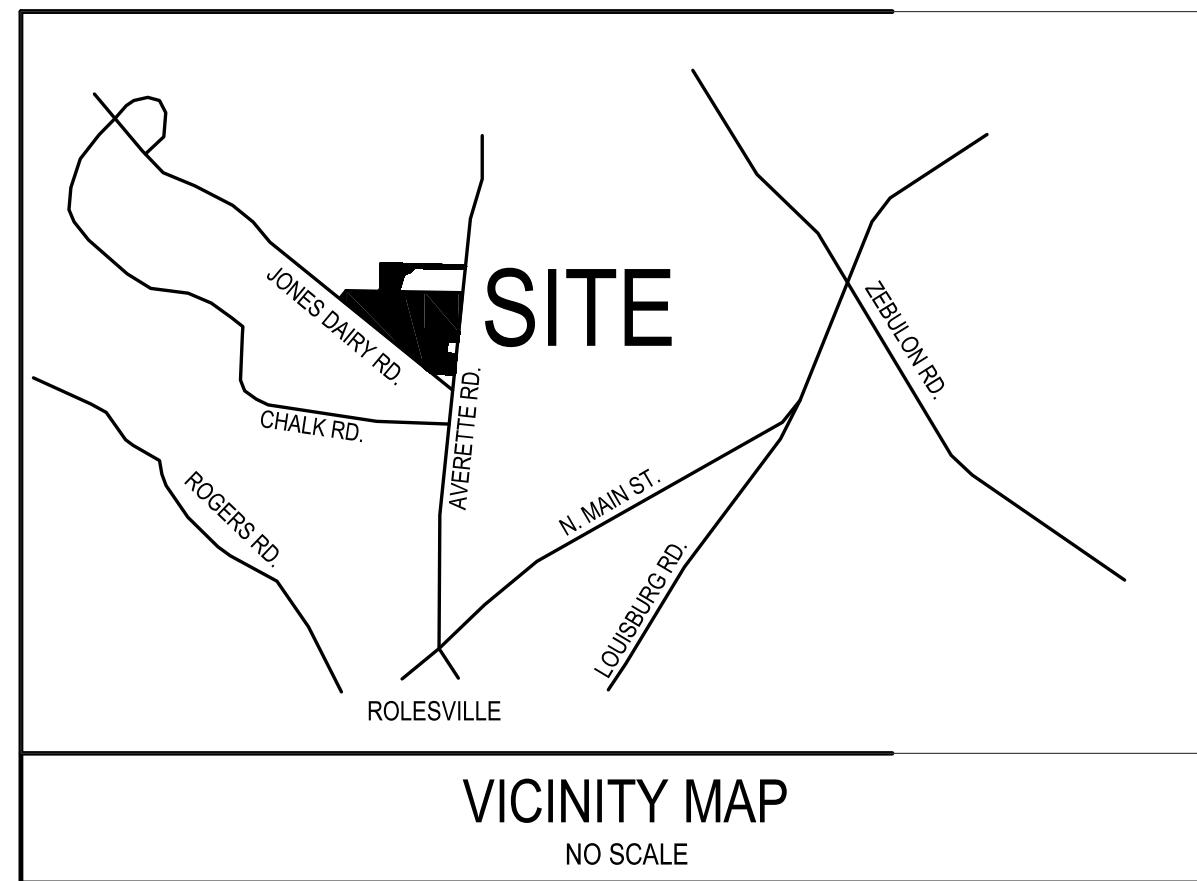 SITE
JONES DAIRY RD.
ZEBULON RD.
AVERETTE RD.
CHALK RD.
ROGERS RD.
N. MAIN ST.
LOUISBURG RD.
ROLESVILLE
VICINITY MAP
NO SCALE